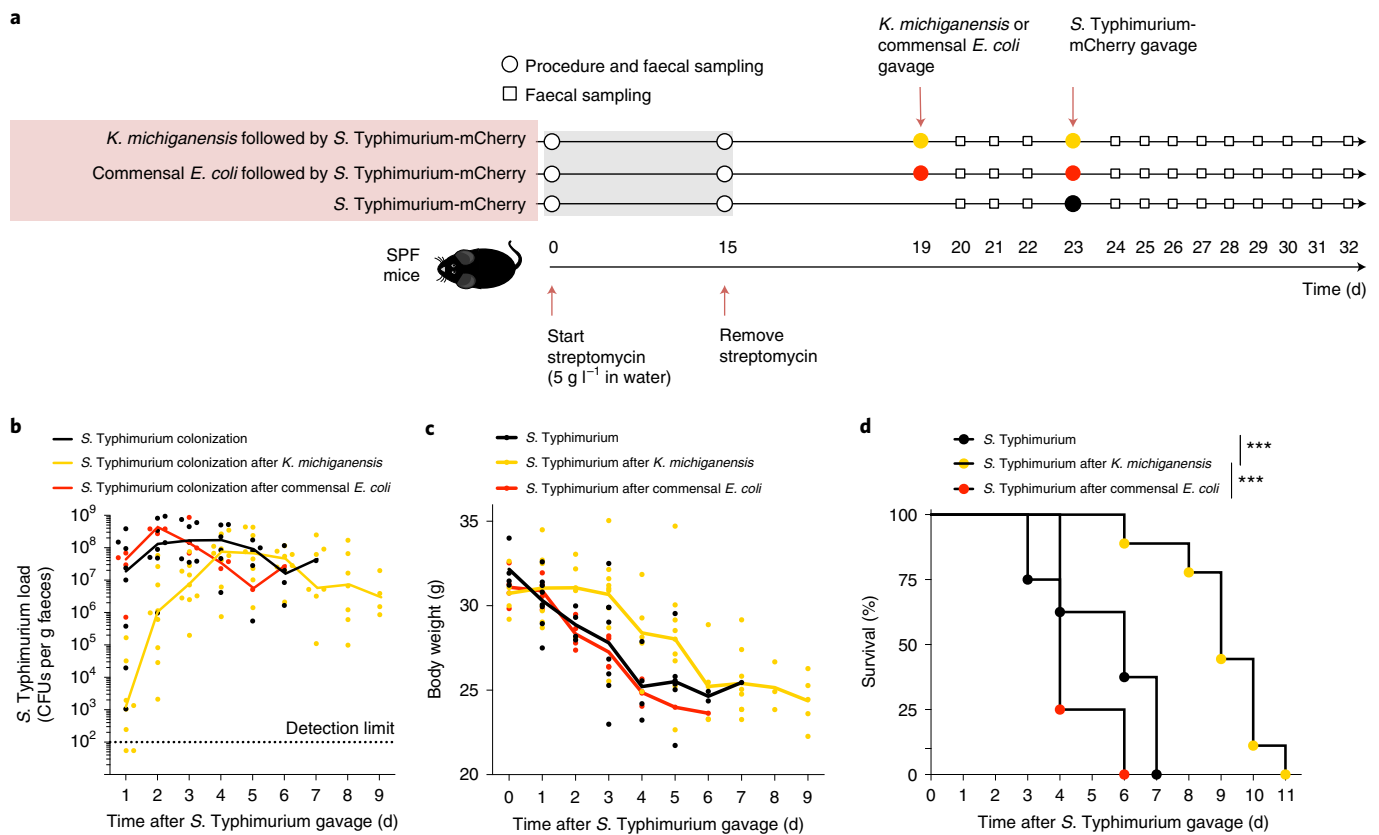 a
K. michiganensis or
commensal E. coli
gavage
S. Typhimurium-
mCherry gavage
Procedure and faecal sampling
Faecal sampling
K. michiganensis followed by S. Typhimurium-mCherry
Commensal E. coli followed by S. Typhimurium-mCherry
S. Typhimurium-mCherry
SPF
mice
0 15 19 20 21 22 23 24 25 26 27 28 29 30 31 32
Time (d)
Start
streptomycin
(5 g l⁻¹ in water)
Remove
streptomycin
b
S. Typhimurium colonization
S. Typhimurium colonization after K. michiganensis
S. Typhimurium colonization after commensal E. coli
S. Typhimurium load
(CFUs per g faeces)
10⁹
10⁸
10⁷
10⁶
10⁵
10⁴
10³
10²
Detection limit
1 2 3 4 5 6 7 8 9
Time after S. Typhimurium gavage (d)
c
S. Typhimurium
S. Typhimurium after K. michiganensis
S. Typhimurium after commensal E. coli
Body weight (g)
35
30
25
20
0 1 2 3 4 5 6 7 8 9
Time after S. Typhimurium gavage (d)
d
S. Typhimurium
S. Typhimurium after K. michiganensis
S. Typhimurium after commensal E. coli
***
***
Survival (%)
100
75
50
25
0
0 1 2 3 4 5 6 7 8 9 10 11
Time after S. Typhimurium gavage (d)